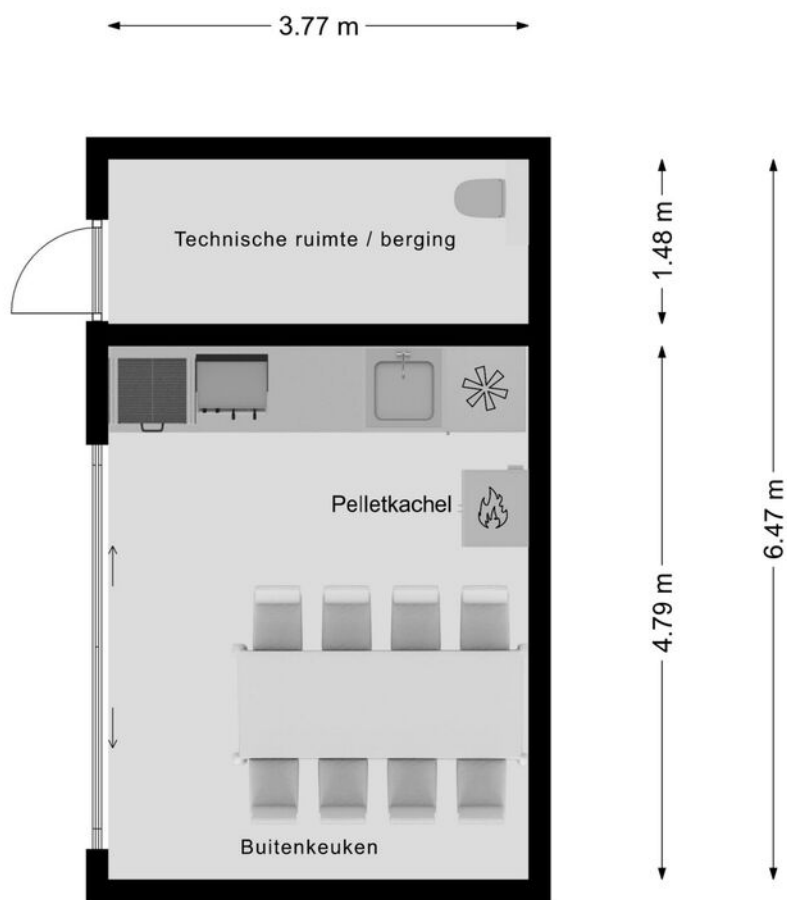 3.77 m
Technische ruimte / berging
1.48 m
Pelletkachel
6.47 m
4.79 m
Buitenkeuken